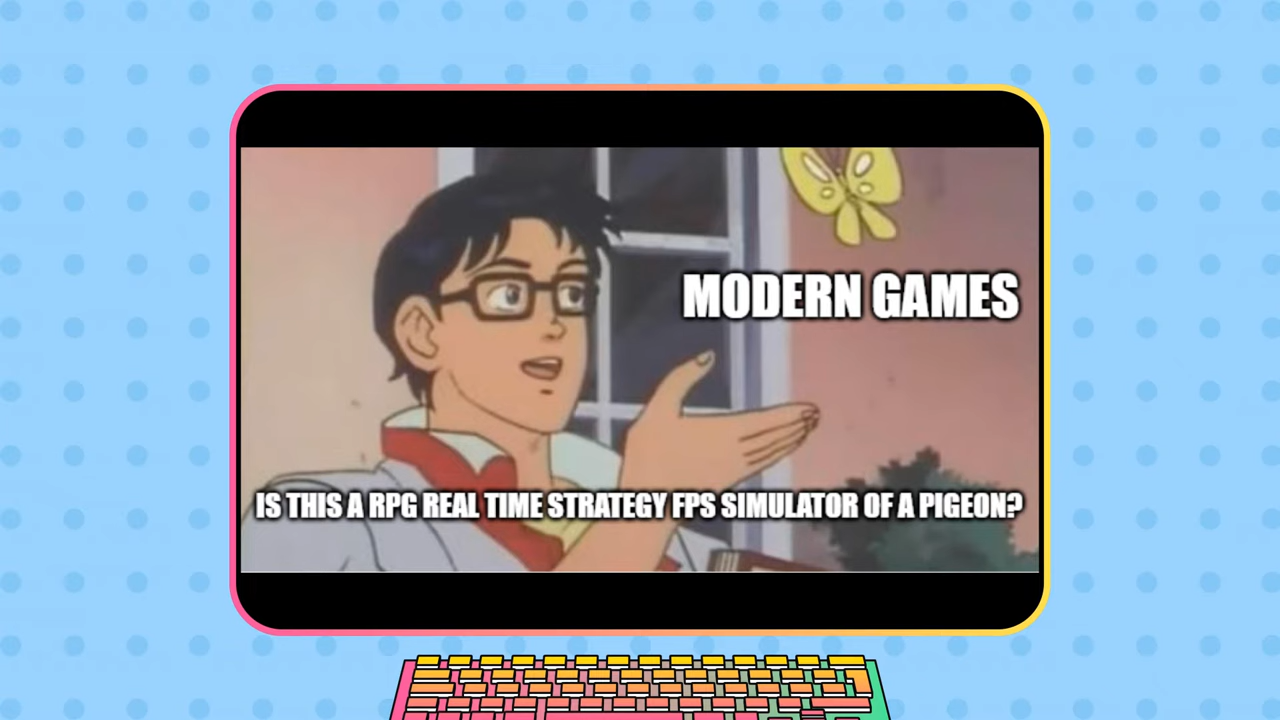 MODERN GAMES
IS THIS A RPG REAL TIME STRATEGY FPS SIMULATOR OF A PIGEON?